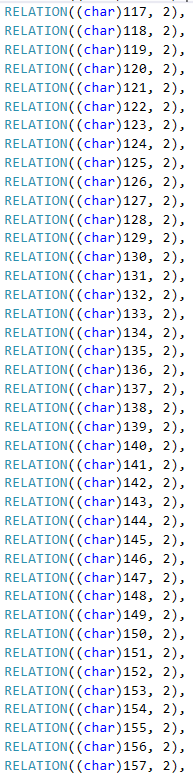 RELATION((char)117, 2),
RELATION((char)118, 2),
RELATION((char)119, 2),
RELATION((char)120, 2),
RELATION((char)121, 2),
RELATION((char)122, 2),
RELATION((char)123, 2),
RELATION((char)124, 2),
RELATION((char)125, 2),
RELATION((char)126, 2),
RELATION((char)127, 2),
RELATION((char)128, 2),
RELATION((char)129, 2),
RELATION((char)130, 2),
RELATION((char)131, 2),
RELATION((char)132, 2),
RELATION((char)133, 2),
RELATION((char)134, 2),
RELATION((char)135, 2),
RELATION((char)136, 2),
RELATION((char)137, 2),
RELATION((char)138, 2),
RELATION((char)139, 2),
RELATION((char)140, 2),
RELATION((char)141, 2),
RELATION((char)142, 2),
RELATION((char)143, 2),
RELATION((char)144, 2),
RELATION((char)145, 2),
RELATION((char)146, 2),
RELATION((char)147, 2),
RELATION((char)148, 2),
RELATION((char)149, 2),
RELATION((char)150, 2),
RELATION((char)151, 2),
RELATION((char)152, 2),
RELATION((char)153, 2),
RELATION((char)154, 2),
RELATION((char)155, 2),
RELATION((char)156, 2),
RELATION((char)157, 2),